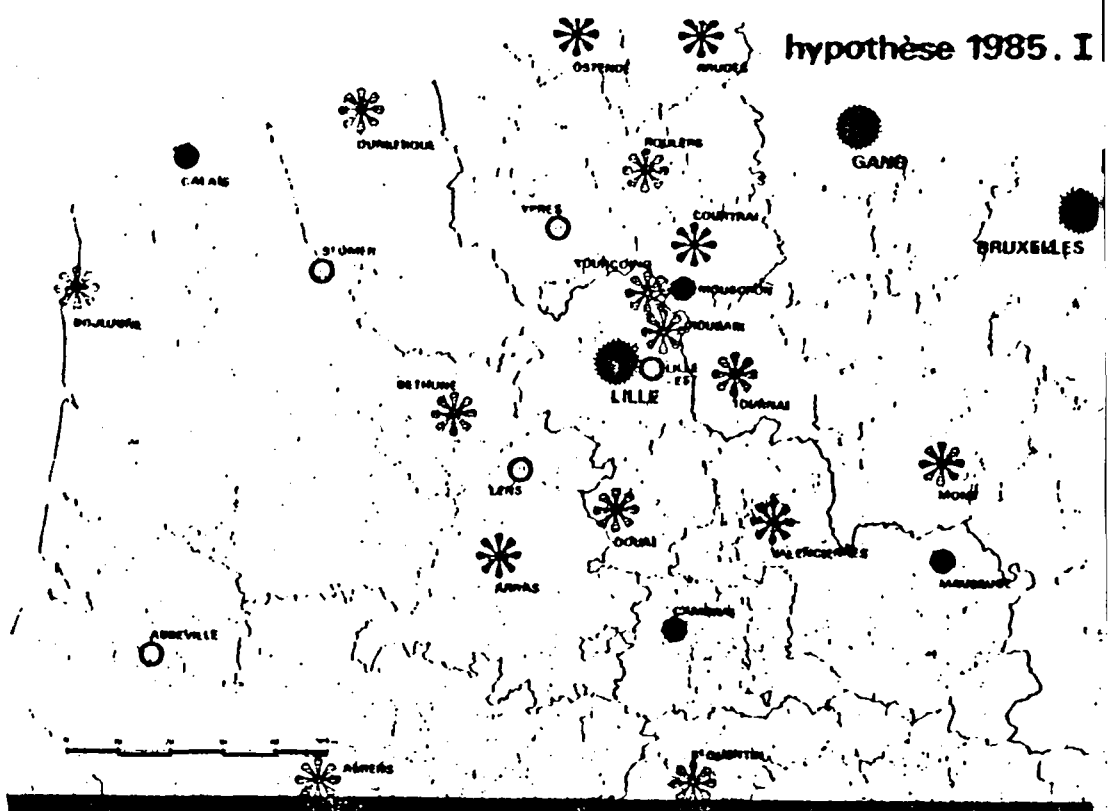 hypothèse 1985. I
OSTENDE
BRUGES
DUNKERQUE
GAND
ROULERS
CALAIS
YPRES
COURTRAI
BRUXELLES
ST OMER
TOURCOING
MOUSCRON
BOULOGNE
ROUBAIX
LILLE
LILLE
BETHUNE
TOURNAI
LENS
MONS
DOUAI
VALENCIENNES
ARRAS
MAUBEUGE
CAMBRAI
ABBEVILLE
ST QUENTIN
AMIENS